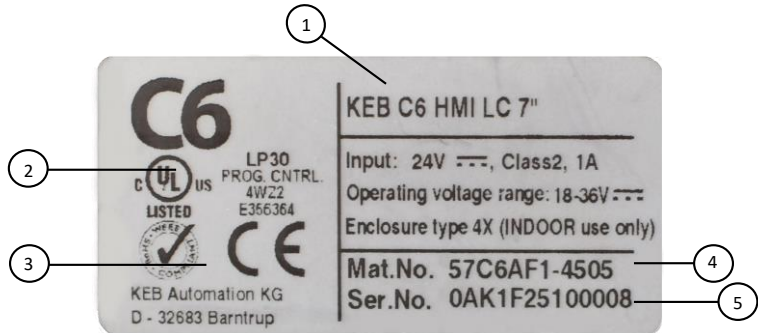 1
C6
2
C UL US
LISTED
LP30
PROG. CNTRL.
4WZ2
E356364
3
CE
KEB Automation KG
D - 32683 Barntrup
KEB C6 HMI LC 7"
Input: 24V ⎓, Class2, 1A
Operating voltage range: 18-36V⎓
Enclosure type 4X (INDOOR use only)
Mat.No. 57C6AF1-4505
4
Ser.No. 0AK1F25100008
5